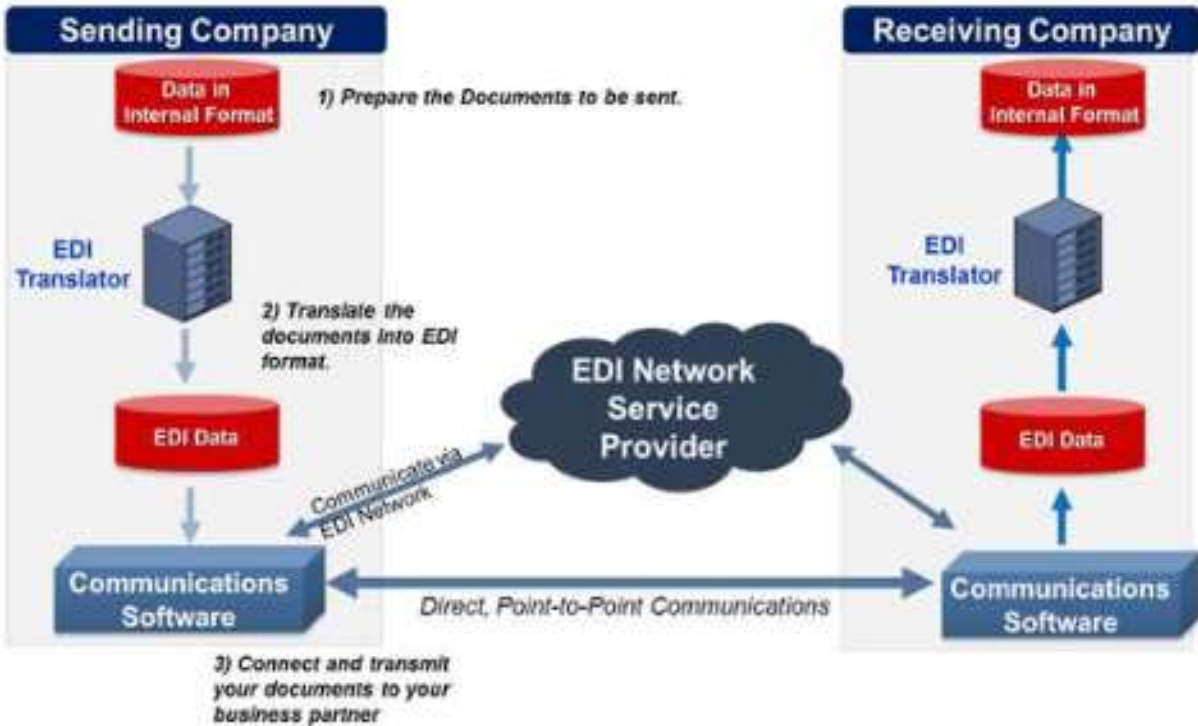 Sending Company
Data in
Internal Format
1) Prepare the Documents to be sent.
EDI
Translator
2) Translate the
documents into EDI
format.
EDI Data
Communicate via
EDI Network
Communications
Software
3) Connect and transmit
your documents to your
business partner
EDI Network
Service
Provider
Direct, Point-to-Point Communications
Receiving Company
Data in
Internal Format
EDI
Translator
EDI Data
Communications
Software